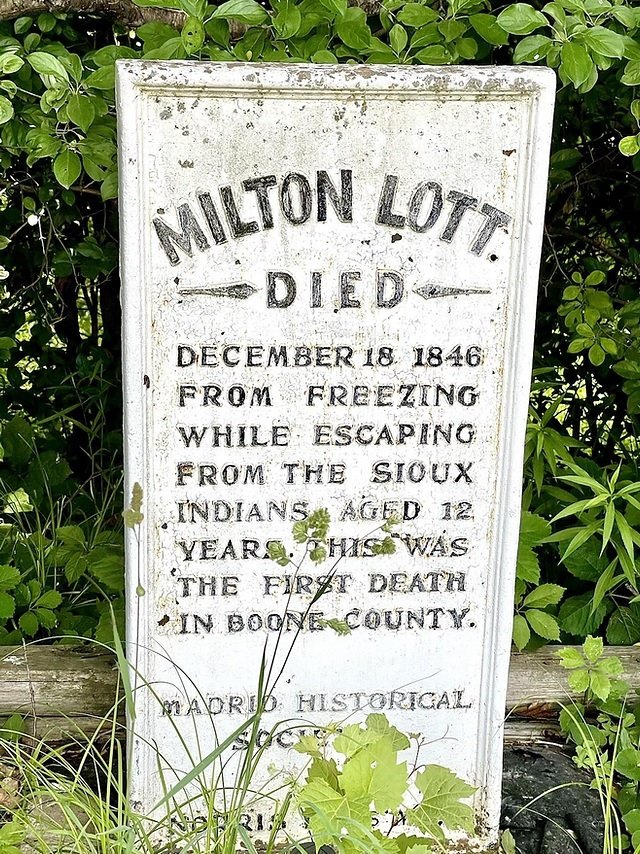 MILTON LOTT.
DIED
DECEMBER 18 1846
FROM FREEZING
WHILE ESCAPING
FROM THE SIOUX
INDIANS, AGED 12
YEARS. THIS WAS
THE FIRST DEATH
IN BOONE COUNTY.
MADRID HISTORICAL